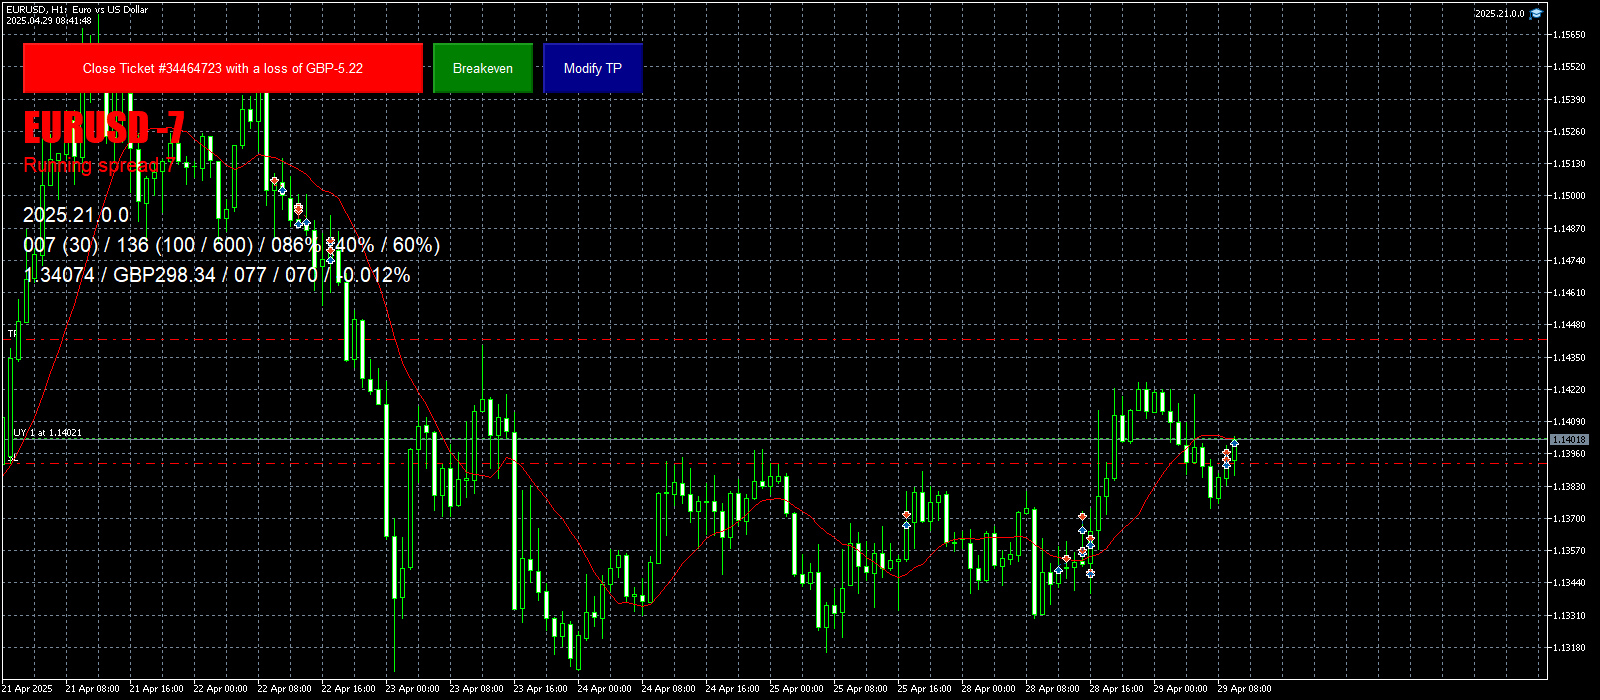 EURUSD, H1: Euro vs US Dollar
2025.04.29 08:41:48
2025.21.0.0
Close Ticket #34464723 with a loss of GBP-5.22
Breakeven
Modify TP
EURUSD -7
Running spread 7
2025.21.0.0
007 (30) / 136 (100 / 600) / 086% (40% / 60%)
1.34074 / GBP298.34 / 077 / 070 / -0.012%
TP
UY 1 at 1.14021
SL
1.15650
1.15520
1.15390
1.15260
1.15130
1.15000
1.14870
1.14740
1.14610
1.14480
1.14350
1.14220
1.14090
1.14018
1.13960
1.13830
1.13700
1.13570
1.13440
1.13310
1.13180
21 Apr 2025
21 Apr 08:00
21 Apr 16:00
22 Apr 00:00
22 Apr 08:00
22 Apr 16:00
23 Apr 00:00
23 Apr 08:00
23 Apr 16:00
24 Apr 00:00
24 Apr 08:00
24 Apr 16:00
25 Apr 00:00
25 Apr 08:00
25 Apr 16:00
28 Apr 00:00
28 Apr 08:00
28 Apr 16:00
29 Apr 00:00
29 Apr 08:00